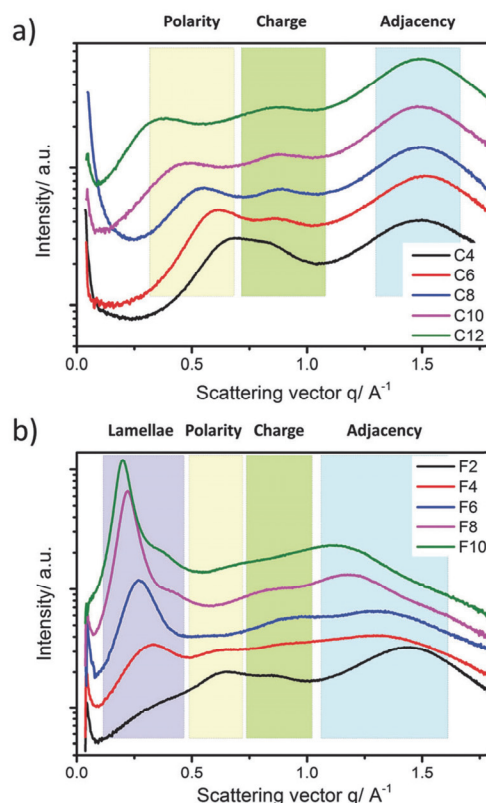 a)
Polarity Charge Adjacency
Intensity/ a.u.
C4
C6
C8
C10
C12
0.0 0.5 1.0 1.5
Scattering vector q/ A⁻¹
b)
Lamellae Polarity Charge Adjacency
Intensity/ a.u.
F2
F4
F6
F8
F10
0.0 0.5 1.0 1.5
Scattering vector q/ A⁻¹